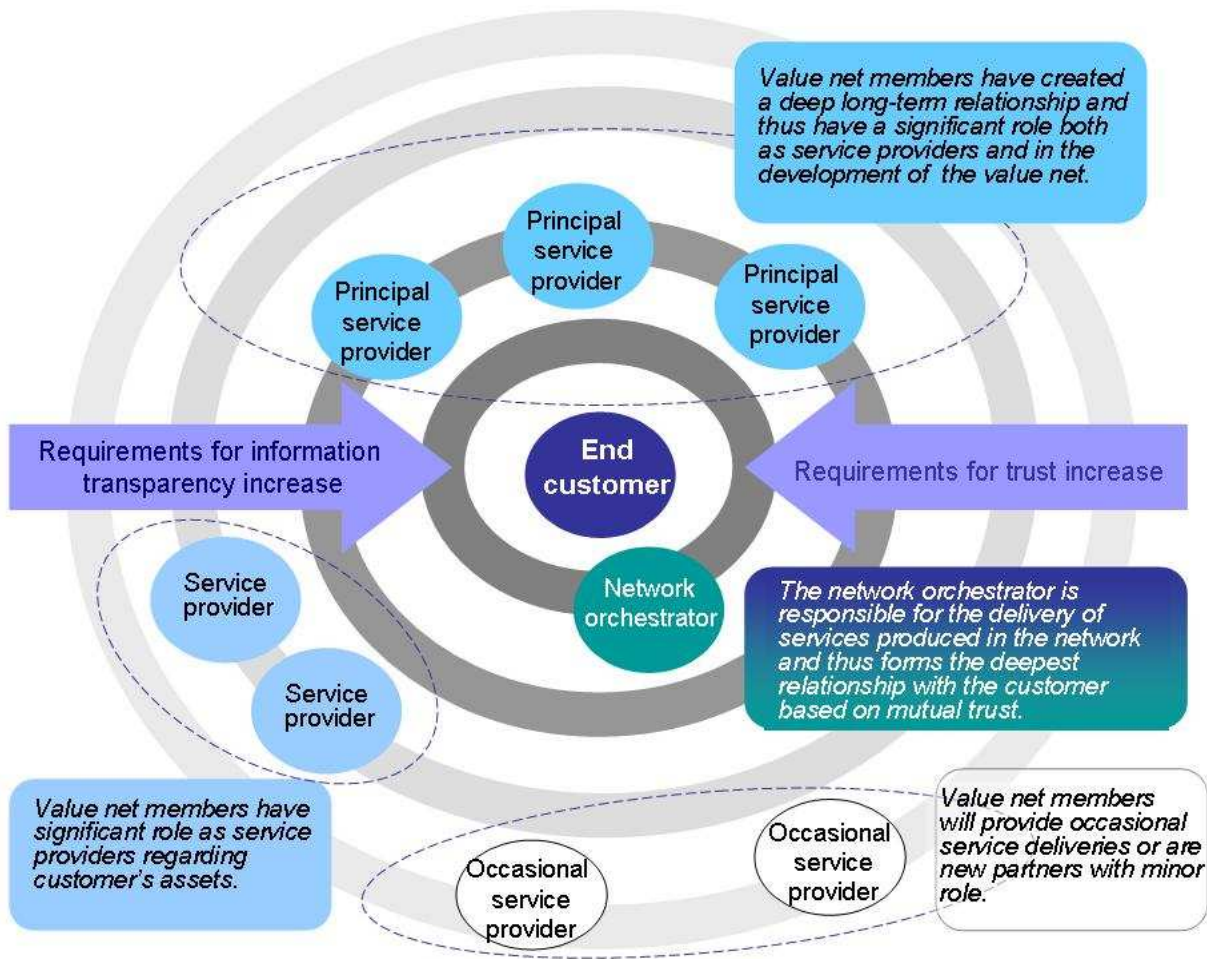 Value net members have created
a deep long-term relationship and
thus have a significant role both
as service providers and in the
development of the value net.
Principal
service
provider
Principal
service
provider
Principal
service
provider
Requirements for information
transparency increase
End
customer
Requirements for trust increase
Service
provider
Service
provider
Network
orchestrator
The network orchestrator is
responsible for the delivery of
services produced in the network
and thus forms the deepest
relationship with the customer
based on mutual trust.
Value net members have
significant role as service
providers regarding
customer's assets.
Occasional
service
provider
Occasional
service
provider
Value net members
will provide occasional
service deliveries or are
new partners with minor
role.